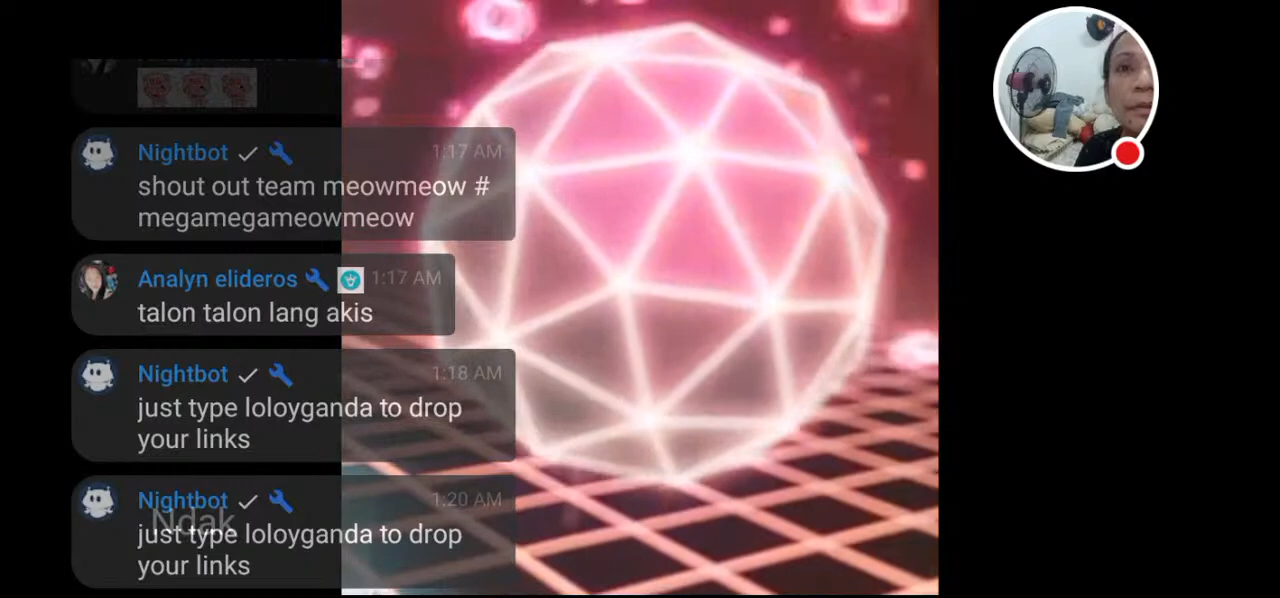 Nightbot 1:17 AM
shout out team meowmeow #
megamegameowmeow
Analyn elideros 1:17 AM
talon talon lang akis
Nightbot 1:18 AM
just type loloyganda to drop
your links
Nightbot 1:20 AM
Ndak
just type loloyganda to drop
your links